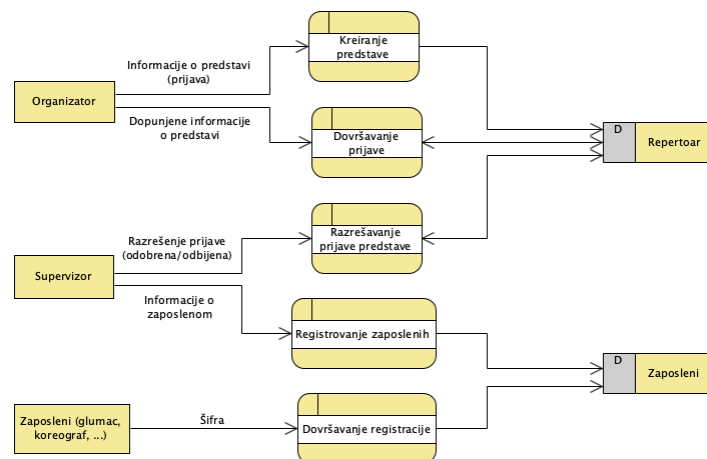 Kreiranje
predstave
Informacije o predstavi
(prijava)
Organizator
Dopunjene informacije
o predstavi
Dovršavanje
prijave
D
Repertoar
Razrešenje prijave
(odobrena/odbijena)
Razrešavanje
prijave predstave
Supervizor
Informacije o
zaposlenom
Registrovanje zaposlenih
D
Zaposleni
Zaposleni (glumac,
koreograf, ...)
Šifra
Dovršavanje registracije